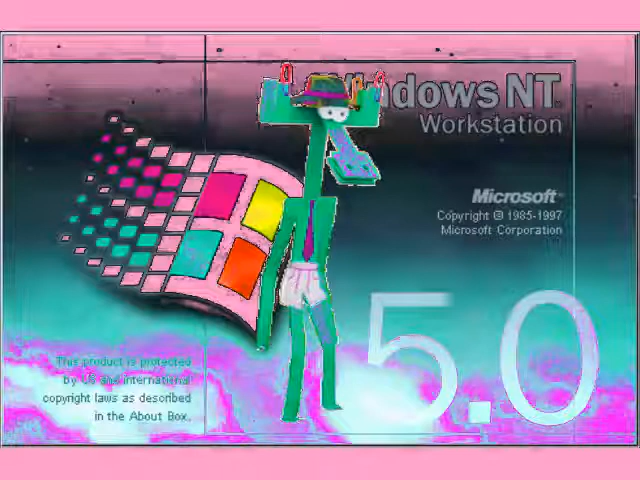 Windows NT
Workstation
Microsoft
Copyright © 1985-1997
Microsoft Corporation
5.0
This product is protected
by US and international
copyright laws as described
in the About Box.